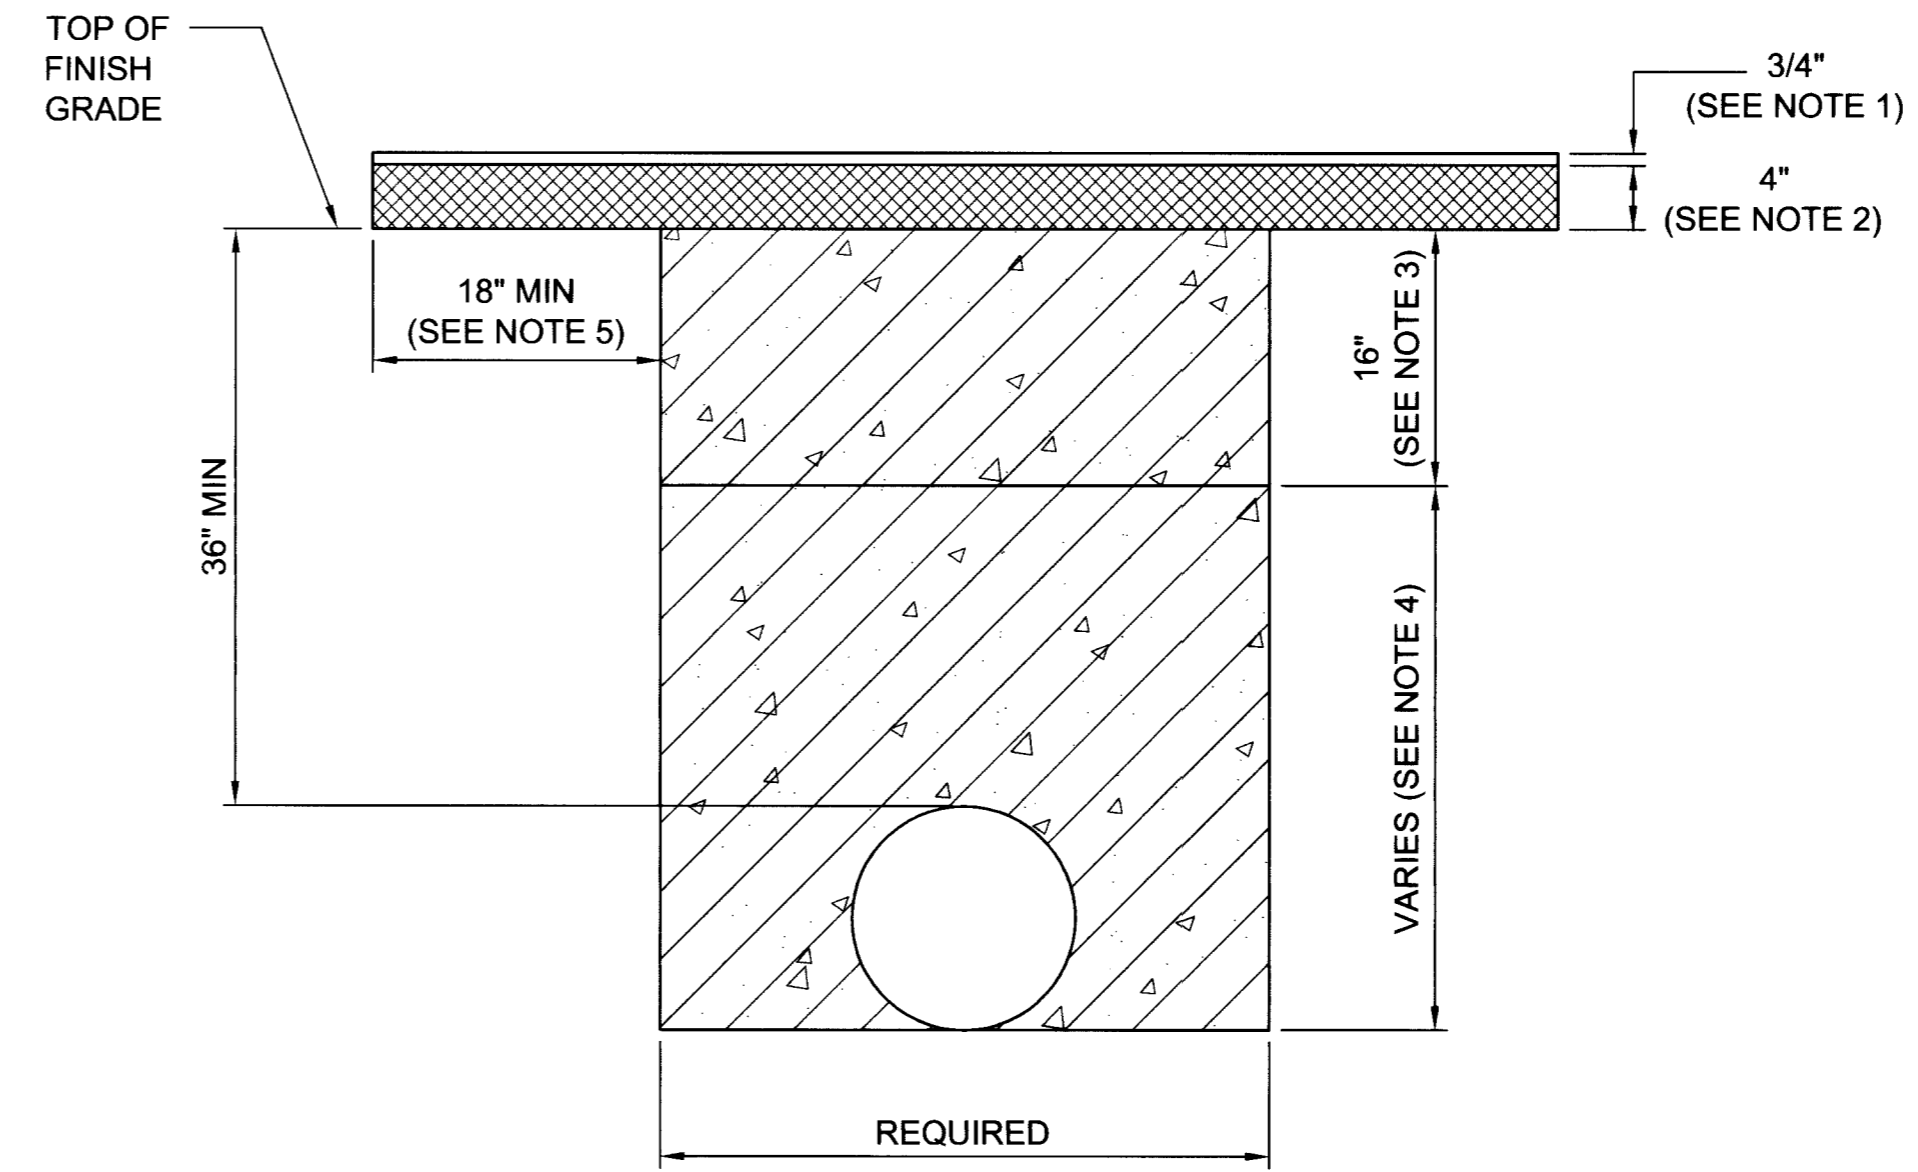 TOP OF
FINISH
GRADE
3/4"
(SEE NOTE 1)
4"
(SEE NOTE 2)
18" MIN
(SEE NOTE 5)
16"
(SEE NOTE 3)
36" MIN
VARIES (SEE NOTE 4)
REQUIRED